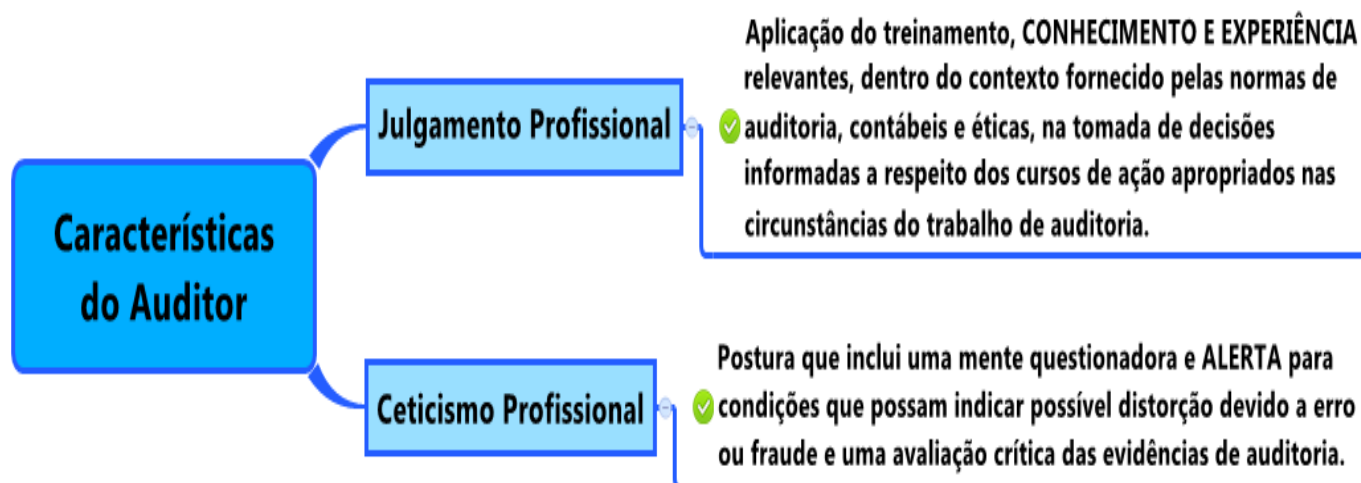 Características
do Auditor
Julgamento Profissional
Aplicação do treinamento, CONHECIMENTO E EXPERIÊNCIA
relevantes, dentro do contexto fornecido pelas normas de
auditoria, contábeis e éticas, na tomada de decisões
informadas a respeito dos cursos de ação apropriados nas
circunstâncias do trabalho de auditoria.
Ceticismo Profissional
Postura que inclui uma mente questionadora e ALERTA para
condições que possam indicar possível distorção devido a erro
ou fraude e uma avaliação crítica das evidências de auditoria.